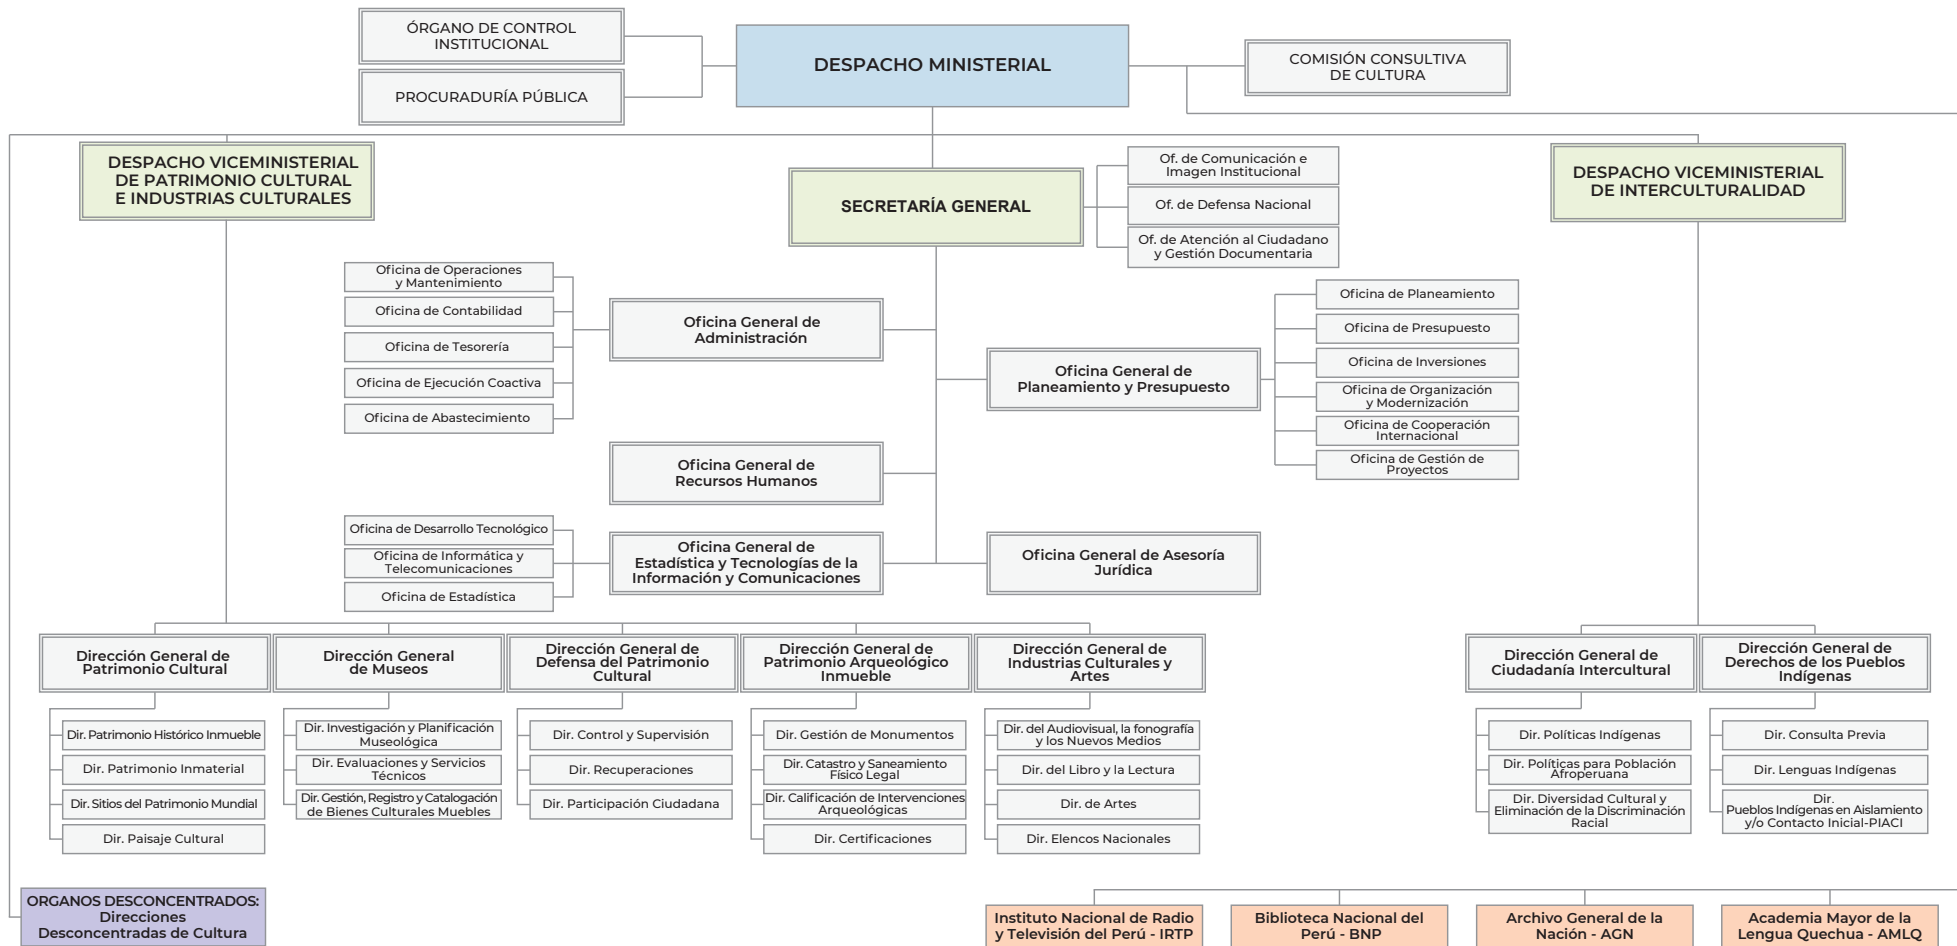 ÓRGANO DE CONTROL
INSTITUCIONAL
PROCURADURÍA PÚBLICA
DESPACHO MINISTERIAL
COMISIÓN CONSULTIVA
DE CULTURA
DESPACHO VICEMINISTERIAL
DE PATRIMONIO CULTURAL
E INDUSTRIAS CULTURALES
SECRETARÍA GENERAL
Of. de Comunicación e
Imagen Institucional
Of. de Defensa Nacional
Of. de Atención al Ciudadano
y Gestión Documentaria
DESPACHO VICEMINISTERIAL
DE INTERCULTURALIDAD
Oficina de Operaciones
y Mantenimiento
Oficina de Contabilidad
Oficina de Tesorería
Oficina de Ejecución Coactiva
Oficina de Abastecimiento
Oficina General de
Administración
Oficina General de
Planeamiento y Presupuesto
Oficina de Planeamiento
Oficina de Presupuesto
Oficina de Inversiones
Oficina de Organización
y Modernización
Oficina de Cooperación
Internacional
Oficina de Gestión de
Proyectos
Oficina General de
Recursos Humanos
Oficina de Desarrollo Tecnológico
Oficina de Informática y
Telecomunicaciones
Oficina de Estadística
Oficina General de
Estadística y Tecnologías de la
Información y Comunicaciones
Oficina General de Asesoría
Jurídica
Dirección General de
Patrimonio Cultural
Dir. Patrimonio Histórico Inmueble
Dir. Patrimonio Inmaterial
Dir. Sitios del Patrimonio Mundial
Dir. Paisaje Cultural
Dirección General
de Museos
Dir. Investigación y Planificación
Museológica
Dir. Evaluaciones y Servicios
Técnicos
Dir. Gestión, Registro y Catalogación
de Bienes Culturales Muebles
Dirección General de
Defensa del Patrimonio
Cultural
Dir. Control y Supervisión
Dir. Recuperaciones
Dir. Participación Ciudadana
Dirección General de
Patrimonio Arqueológico
Inmueble
Dir. Gestión de Monumentos
Dir. Catastro y Saneamiento
Físico Legal
Dir. Calificación de Intervenciones
Arqueológicas
Dir. Certificaciones
Dirección General de
Industrias Culturales y
Artes
Dir. del Audiovisual, la fonografía
y los Nuevos Medios
Dir. del Libro y la Lectura
Dir. de Artes
Dir. Elencos Nacionales
Dirección General de
Ciudadanía Intercultural
Dir. Políticas Indígenas
Dir. Políticas para Población
Afroperuana
Dir. Diversidad Cultural y
Eliminación de la Discriminación
Racial
Dirección General de
Derechos de los Pueblos
Indígenas
Dir. Consulta Previa
Dir. Lenguas Indígenas
Dir.
Pueblos Indígenas en Aislamiento
y/o Contacto Inicial-PIACI
ORGANOS DESCONCENTRADOS:
Direcciones
Desconcentradas de Cultura
Instituto Nacional de Radio
y Televisión del Perú - IRTP
Biblioteca Nacional del
Perú - BNP
Archivo General de la
Nación - AGN
Academia Mayor de la
Lengua Quechua - AMLQ